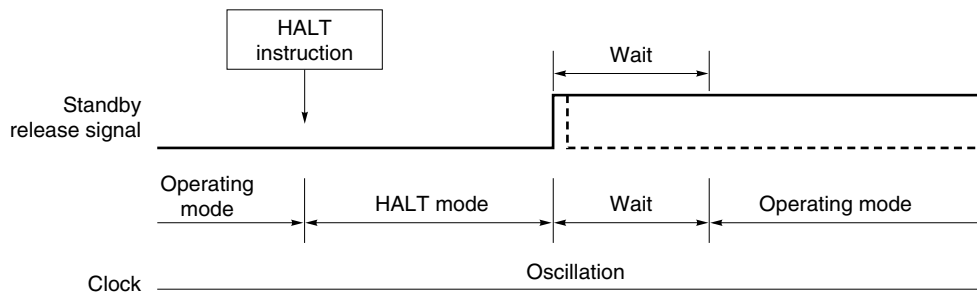 HALT
instruction
Wait
Standby
release signal
Operating
mode
HALT mode
Wait
Operating mode
Oscillation
Clock